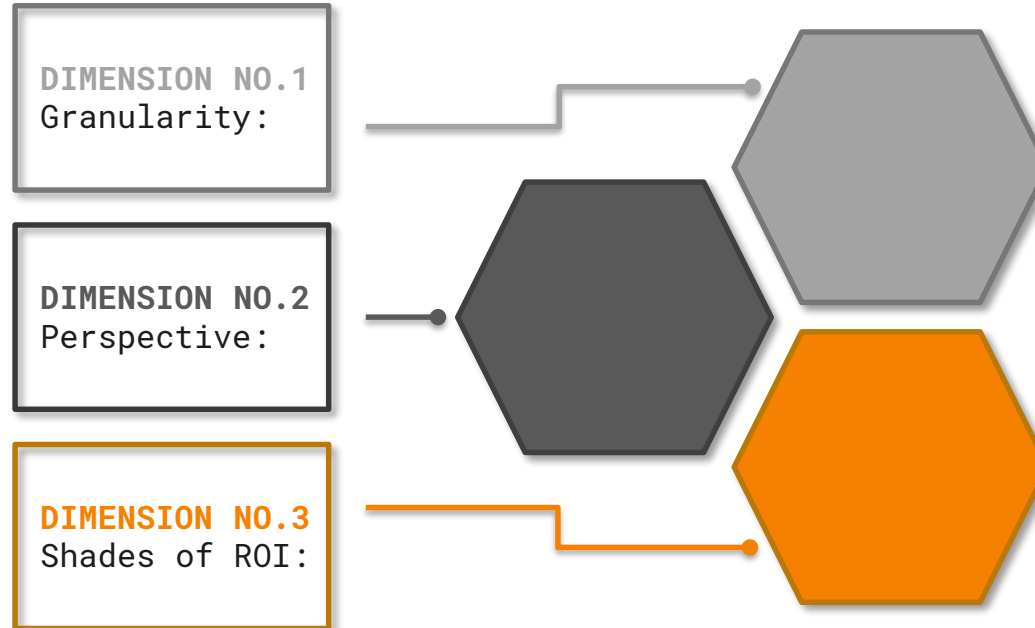 DIMENSION NO.1
Granularity:
DIMENSION NO.2
Perspective:
DIMENSION NO.3
Shades of ROI: